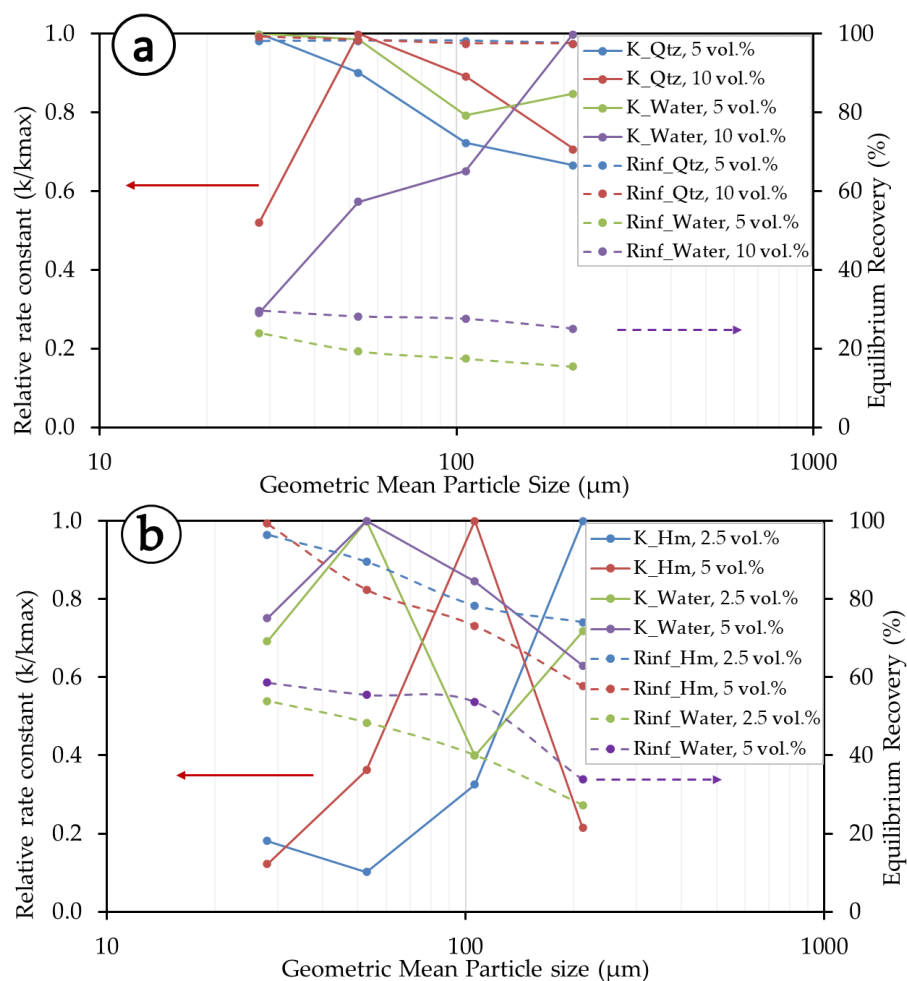 a
Relative rate constant (k/kmax)
1.0
0.8
0.6
0.4
0.2
0.0
10
100
1000
Geometric Mean Particle Size (µm)
100
80
60
40
20
0
Equilibrium Recovery (%)
K_Qtz, 5 vol.%
K_Qtz, 10 vol.%
K_Water, 5 vol.%
K_Water, 10 vol.%
Rinf_Qtz, 5 vol.%
Rinf_Qtz, 10 vol.%
Rinf_Water, 5 vol.%
Rinf_Water, 10 vol.%
b
Relative rate constant (k/kmax)
1.0
0.8
0.6
0.4
0.2
0.0
10
100
1000
Geometric Mean Particle size (µm)
100
80
60
40
20
0
Equilibrium Recovery (%)
K_Hm, 2.5 vol.%
K_Hm, 5 vol.%
K_Water, 2.5 vol.%
K_Water, 5 vol.%
Rinf_Hm, 2.5 vol.%
Rinf_Hm, 5 vol.%
Rinf_Water, 2.5 vol.%
Rinf_Water, 5 vol.%